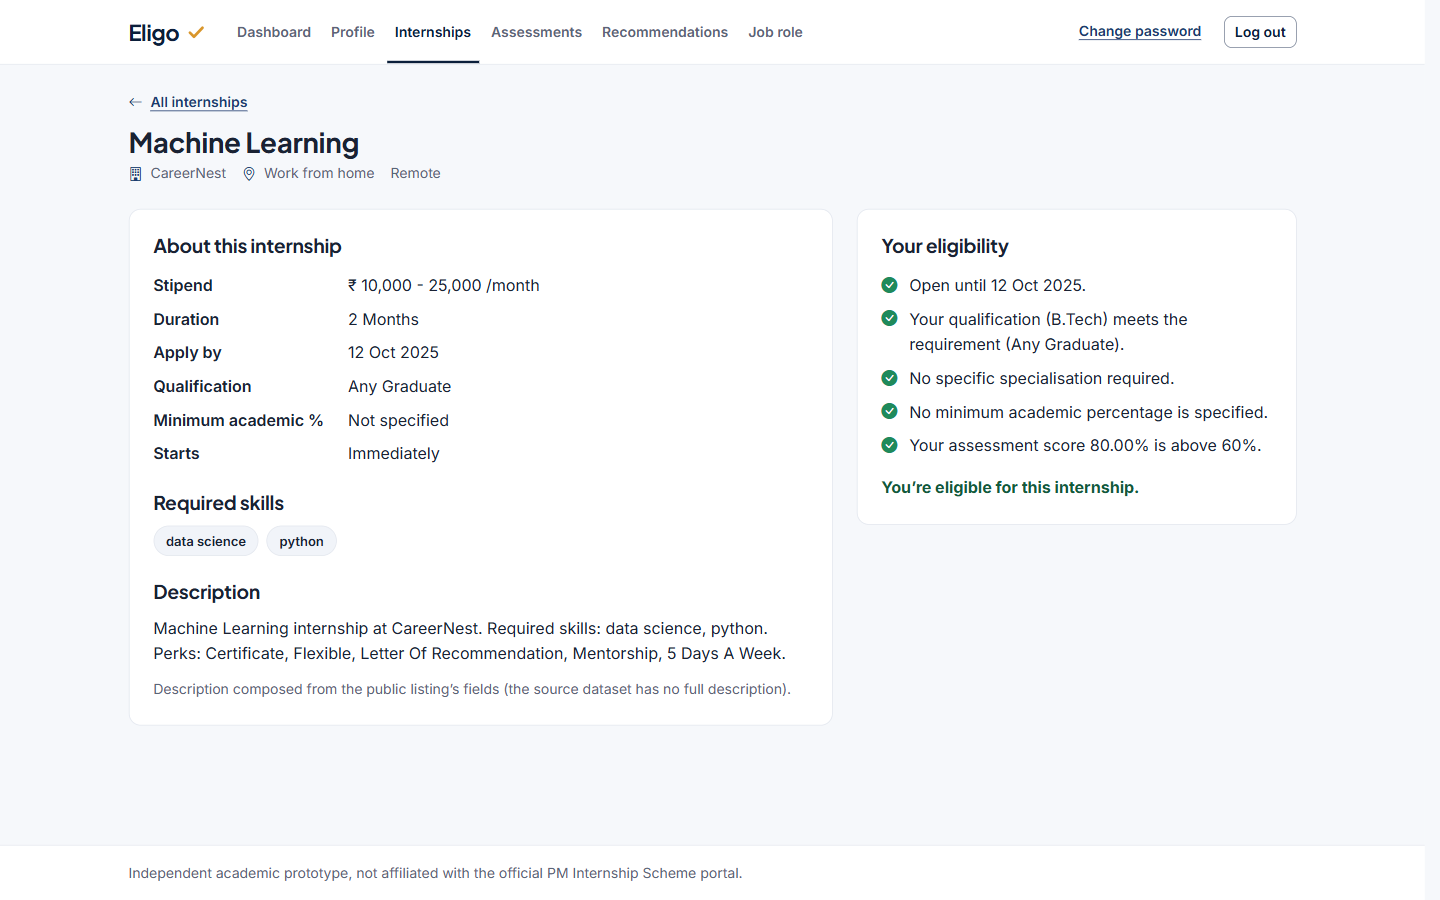 Eligo
Dashboard
Profile
Internships
Assessments
Recommendations
Job role
Change password
Log out
All internships
Machine Learning
CareerNest
Work from home
Remote
About this internship
Stipend ₹ 10,000 - 25,000 /month
Duration 2 Months
Apply by 12 Oct 2025
Qualification Any Graduate
Minimum academic % Not specified
Starts Immediately
Required skills
data science
python
Description
Machine Learning internship at CareerNest. Required skills: data science, python.
Perks: Certificate, Flexible, Letter Of Recommendation, Mentorship, 5 Days A Week.
Description composed from the public listing’s fields (the source dataset has no full description).
Your eligibility
Open until 12 Oct 2025.
Your qualification (B.Tech) meets the
requirement (Any Graduate).
No specific specialisation required.
No minimum academic percentage is specified.
Your assessment score 80.00% is above 60%.
You’re eligible for this internship.
Independent academic prototype, not affiliated with the official PM Internship Scheme portal.